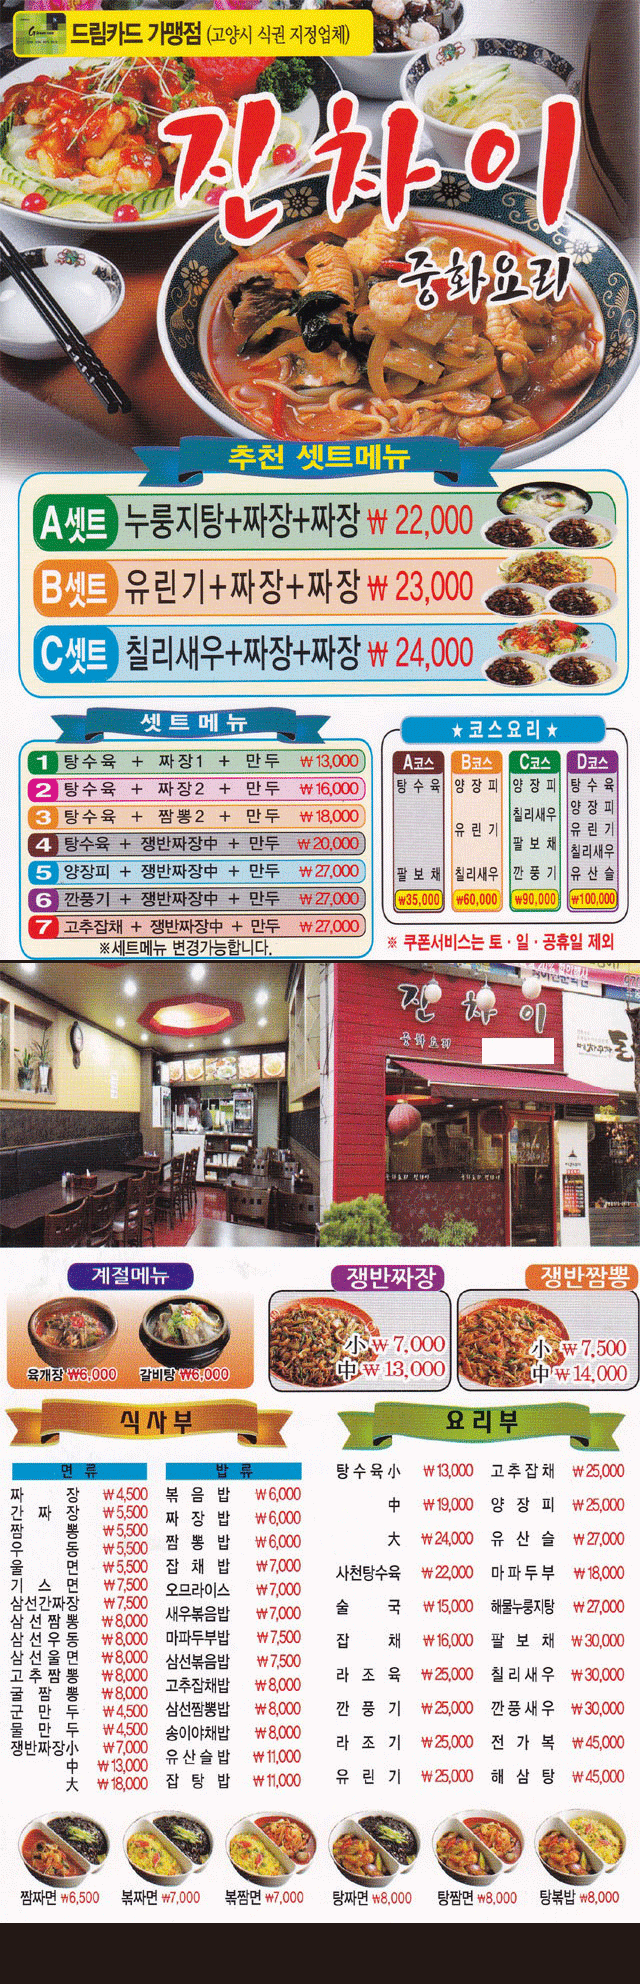 드림카드 가맹점 (고양시 식권 지정업체)
진차이
중화요리
추천 셋트메뉴
A셋트 누룽지탕+짜장+짜장 ₩ 22,000
B셋트 유린기+짜장+짜장 ₩ 23,000
C셋트 칠리새우+짜장+짜장 ₩ 24,000
셋트메뉴
1 탕수육 + 짜장1 + 만두 ₩13,000
2 탕수육 + 짜장2 + 만두 ₩16,000
3 탕수육 + 짬뽕2 + 만두 ₩18,000
4 탕수육 + 쟁반짜장中 + 만두 ₩20,000
5 양장피 + 쟁반짜장中 + 만두 ₩27,000
6 깐풍기 + 쟁반짜장中 + 만두 ₩27,000
7 고추잡채 + 쟁반짜장中 + 만두 ₩27,000
※세트메뉴 변경가능합니다.
★코스요리★
A코스
탕수육
팔보채
₩35,000
B코스
양장피
유린기
칠리새우
₩60,000
C코스
양장피
칠리새우
팔보채
깐풍기
₩90,000
D코스
탕수육
양장피
유린기
칠리새우
유산슬
₩100,000
※ 쿠폰서비스는 토·일·공휴일 제외
진차이
중화요리
계절메뉴
육개장 ₩6,000 갈비탕 ₩6,000
쟁반짜장
小 ₩ 7,000
中 ₩ 13,000
쟁반짬뽕
小 ₩ 7,500
中 ₩ 14,000
식사부
면류
짜장 ₩4,500
간짜장 ₩5,500
짬뽕 ₩5,500
우동 ₩5,500
울면 ₩5,500
기스면 ₩7,500
삼선간짜장 ₩7,500
삼선짬뽕 ₩8,000
삼선우동 ₩8,000
삼선울면 ₩8,000
고추짬뽕 ₩8,000
굴짬뽕 ₩8,000
군만두 ₩4,500
물만두 ₩4,500
쟁반짜장小 ₩7,000
中 ₩13,000
大 ₩18,000
밥류
볶음밥 ₩6,000
짜장밥 ₩6,000
짬뽕밥 ₩6,000
잡채밥 ₩7,000
오므라이스 ₩7,000
새우볶음밥 ₩7,000
마파두부밥 ₩7,500
삼선볶음밥 ₩7,500
고추잡채밥 ₩8,000
삼선짬뽕밥 ₩8,000
송이야채밥 ₩8,000
유산슬밥 ₩11,000
잡탕밥 ₩11,000
요리부
탕수육小 ₩13,000
中 ₩19,000
大 ₩24,000
사천탕수육 ₩22,000
술국 ₩15,000
잡채 ₩16,000
라조육 ₩25,000
깐풍기 ₩25,000
라조기 ₩25,000
유린기 ₩25,000
고추잡채 ₩25,000
양장피 ₩25,000
유산슬 ₩27,000
마파두부 ₩18,000
해물누룽지탕 ₩27,000
팔보채 ₩30,000
칠리새우 ₩30,000
깐풍새우 ₩30,000
전가복 ₩45,000
해삼탕 ₩45,000
짬짜면 ₩6,500
볶짜면 ₩7,000
볶짬면 ₩7,000
탕짜면 ₩8,000
탕짬면 ₩8,000
탕볶밥 ₩8,000